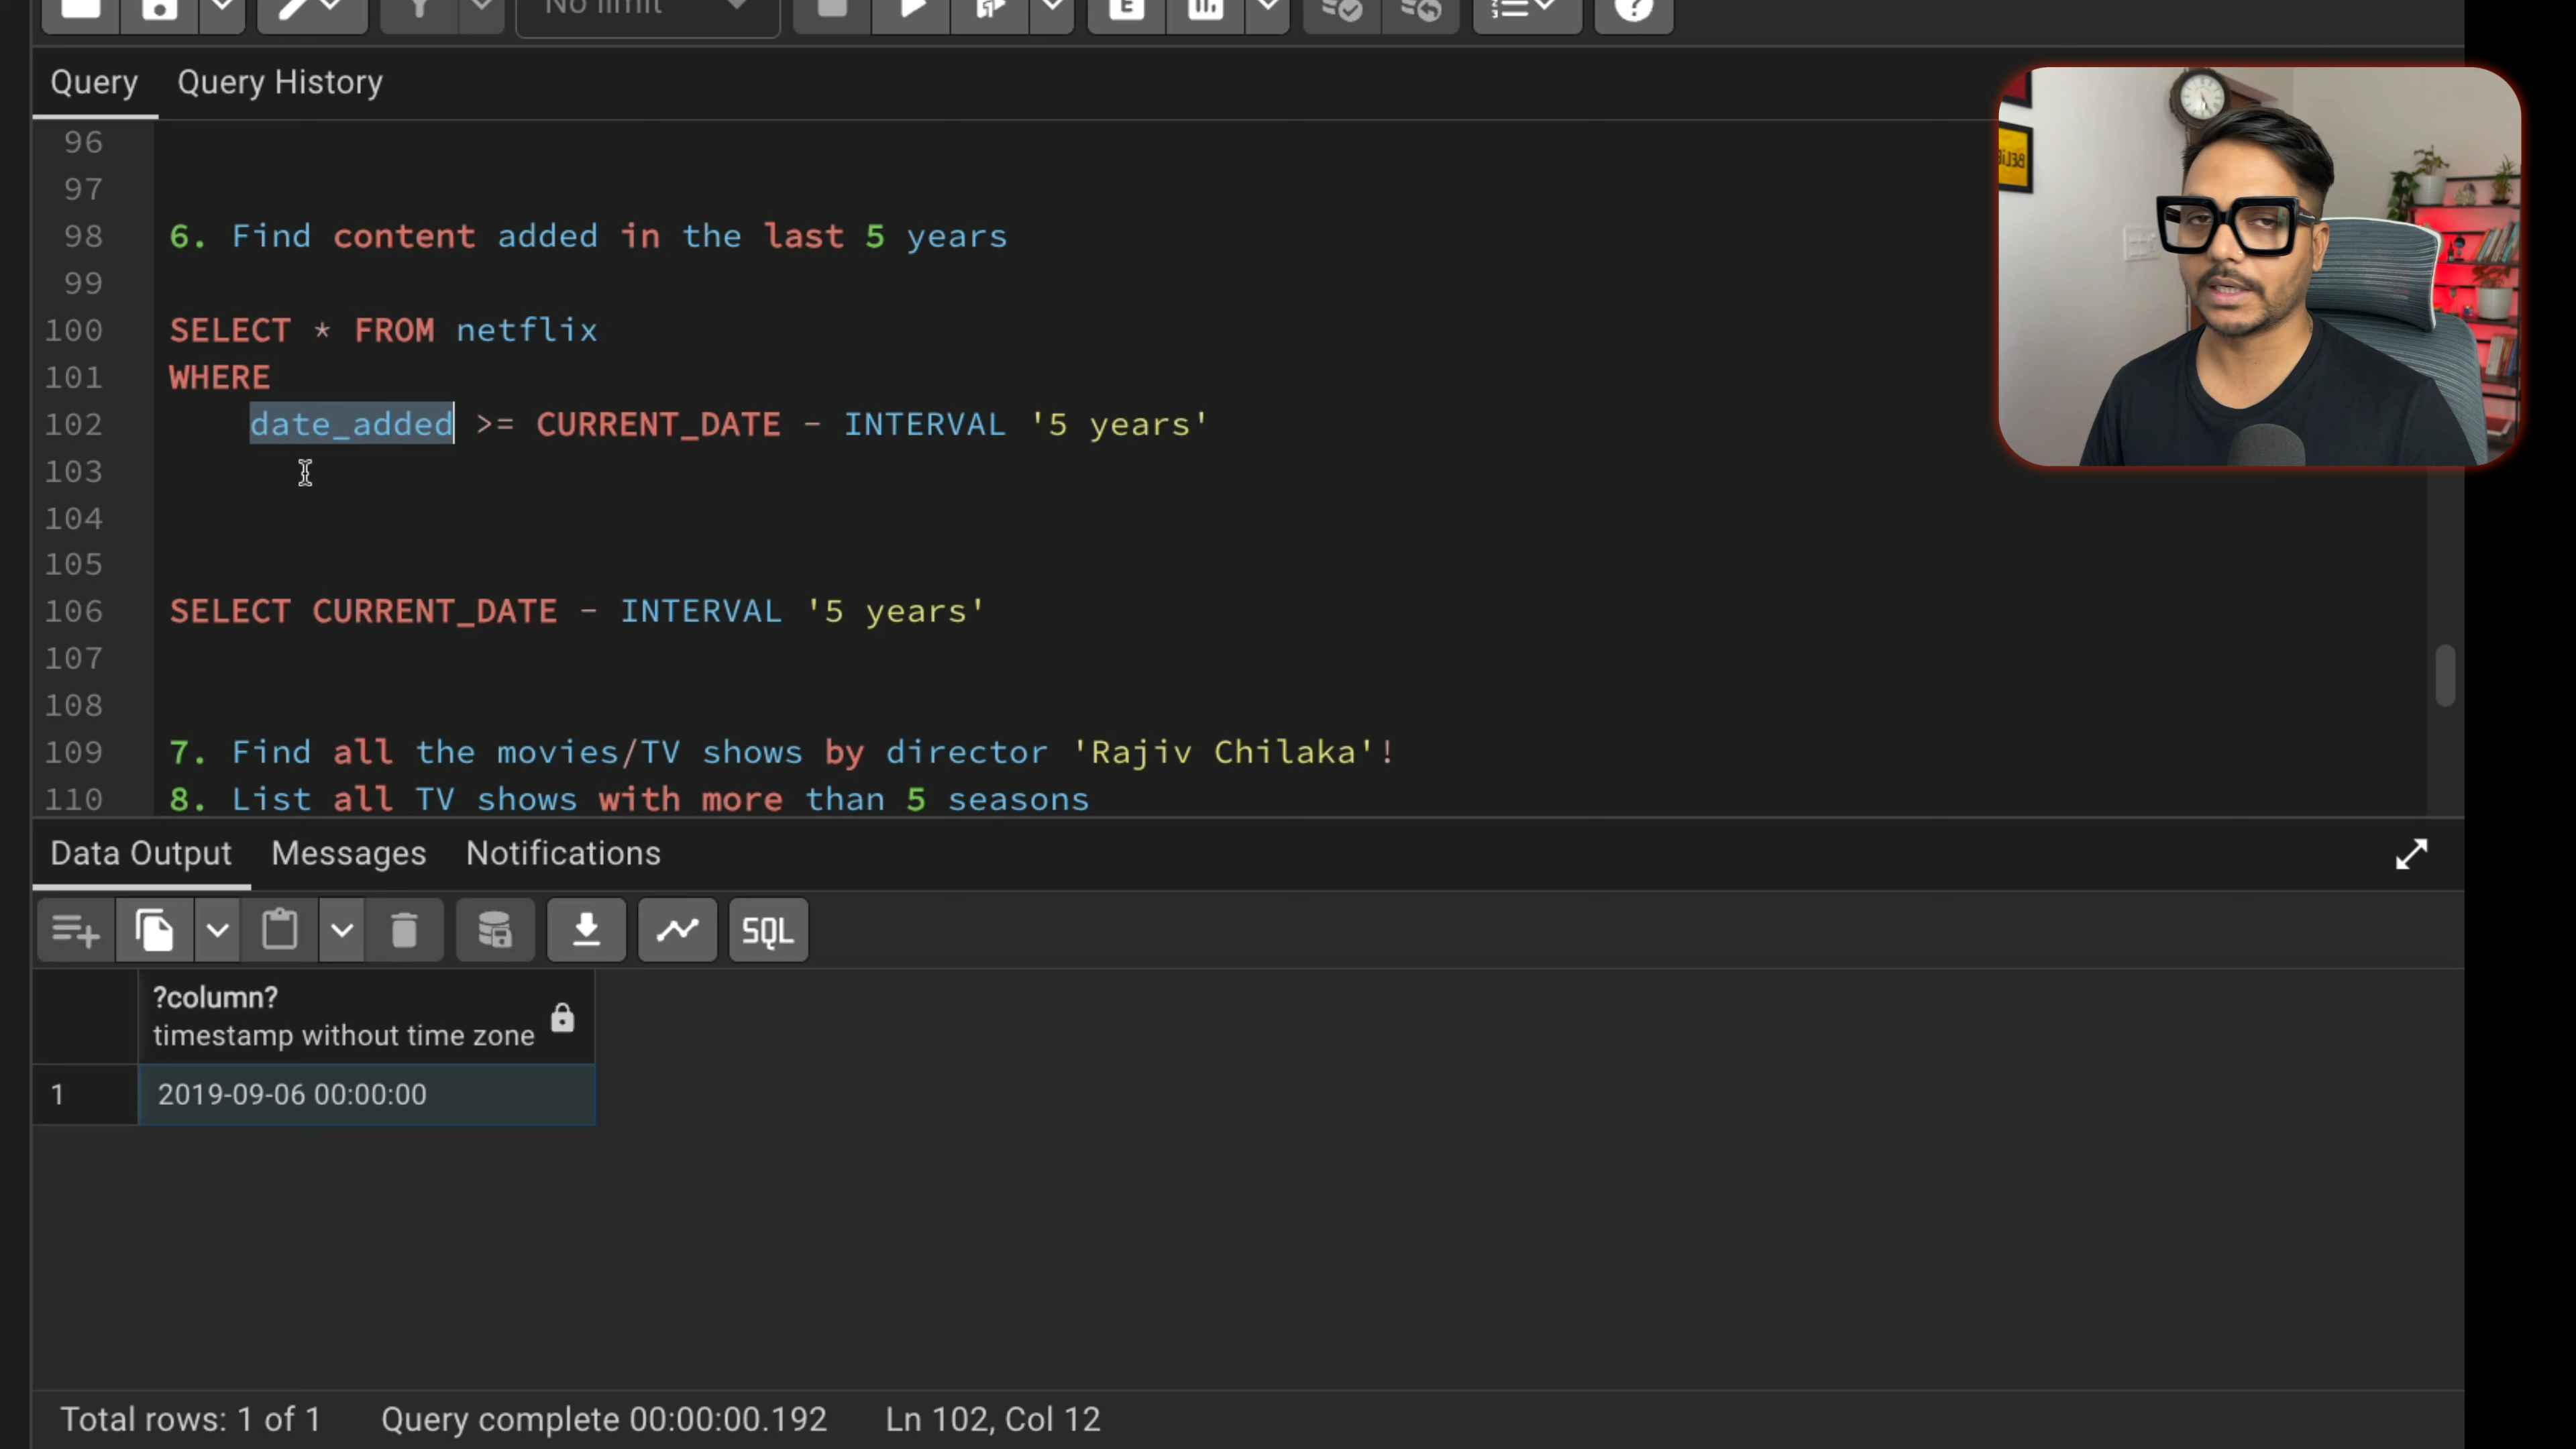 No limit
Query Query History
96
97
98 6. Find content added in the last 5 years
99
100 SELECT * FROM netflix
101 WHERE
102 date_added >= CURRENT_DATE - INTERVAL '5 years'
103
104
105
106 SELECT CURRENT_DATE - INTERVAL '5 years'
107
108
109 7. Find all the movies/TV shows by director 'Rajiv Chilaka'!
110 8. List all TV shows with more than 5 seasons
Data Output Messages Notifications
SQL
?column?
timestamp without time zone
1 2019-09-06 00:00:00
Total rows: 1 of 1 Query complete 00:00:00.192 Ln 102, Col 12